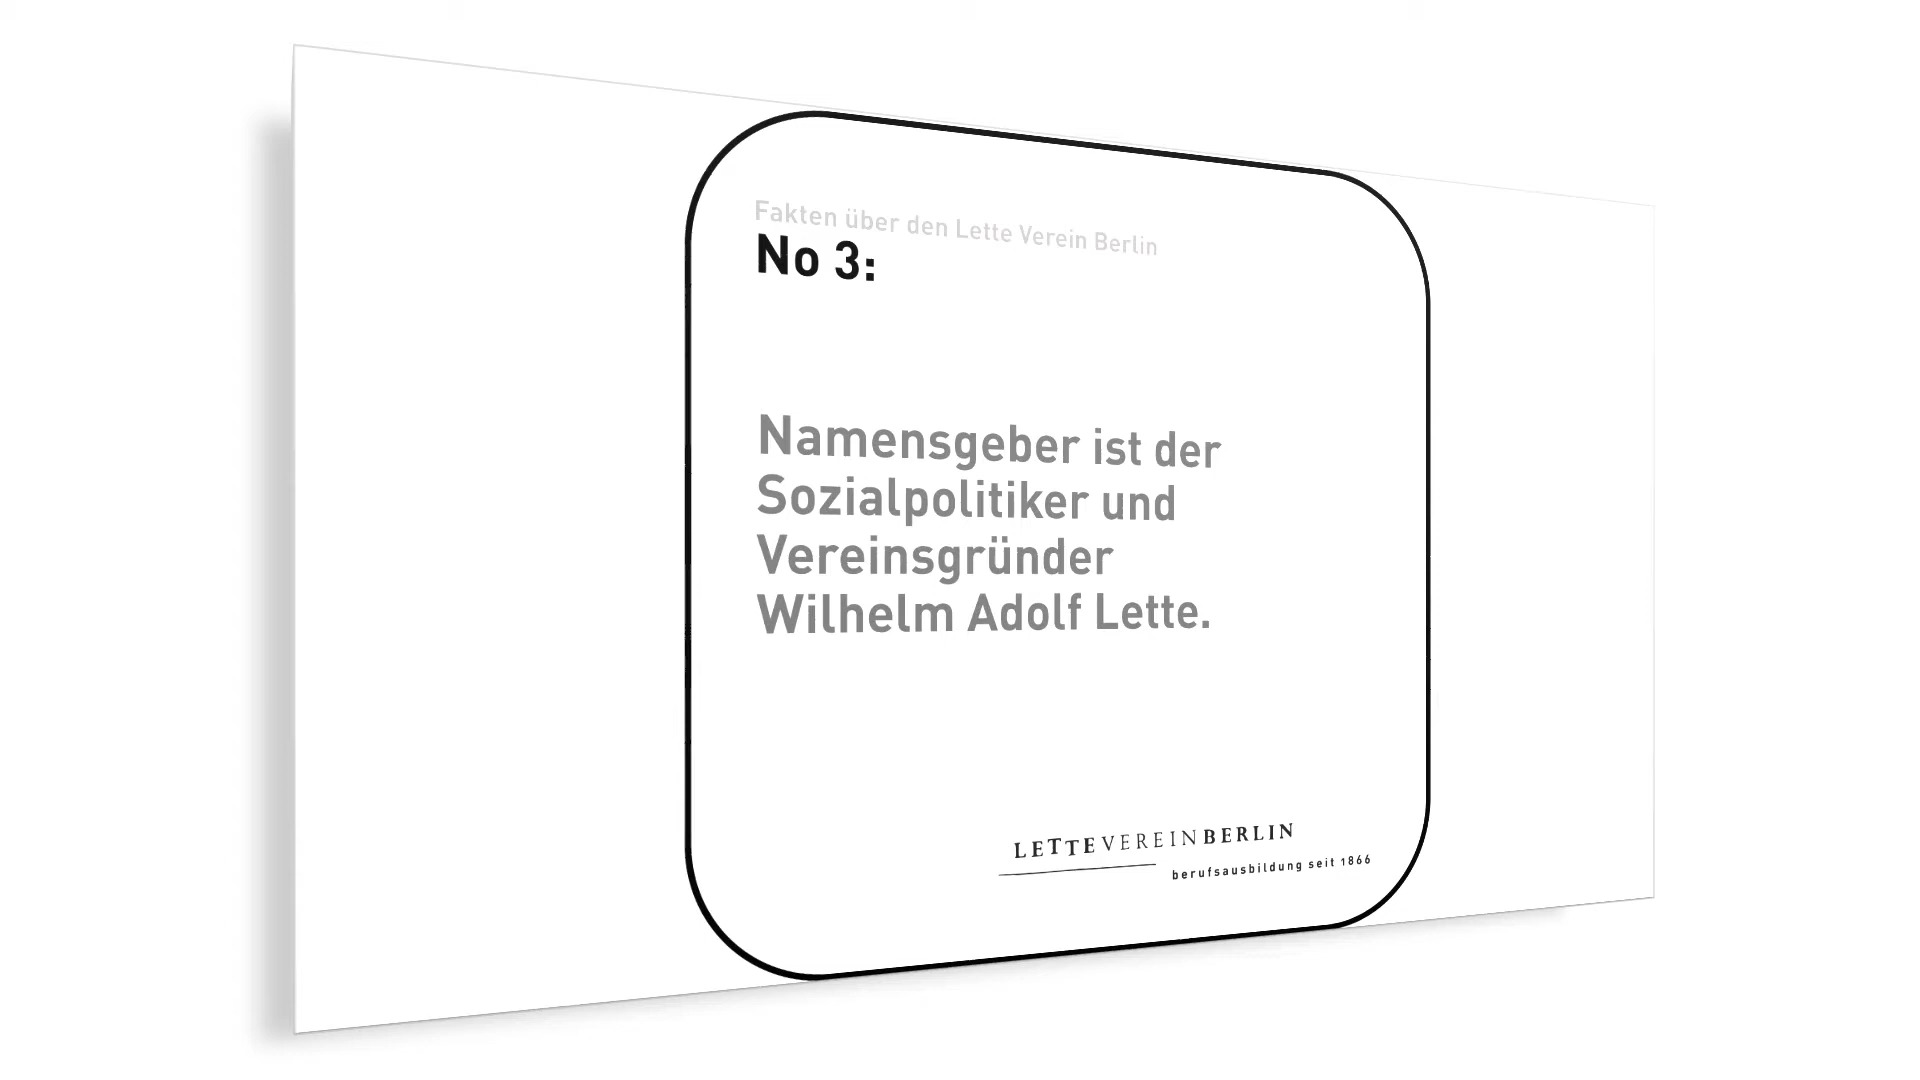 Fakten über den Lette Verein Berlin
No 3:
Namensgeber ist der
Sozialpolitiker und
Vereinsgründer
Wilhelm Adolf Lette.
LETTEVEREINBERLIN
berufsausbildung seit 1866